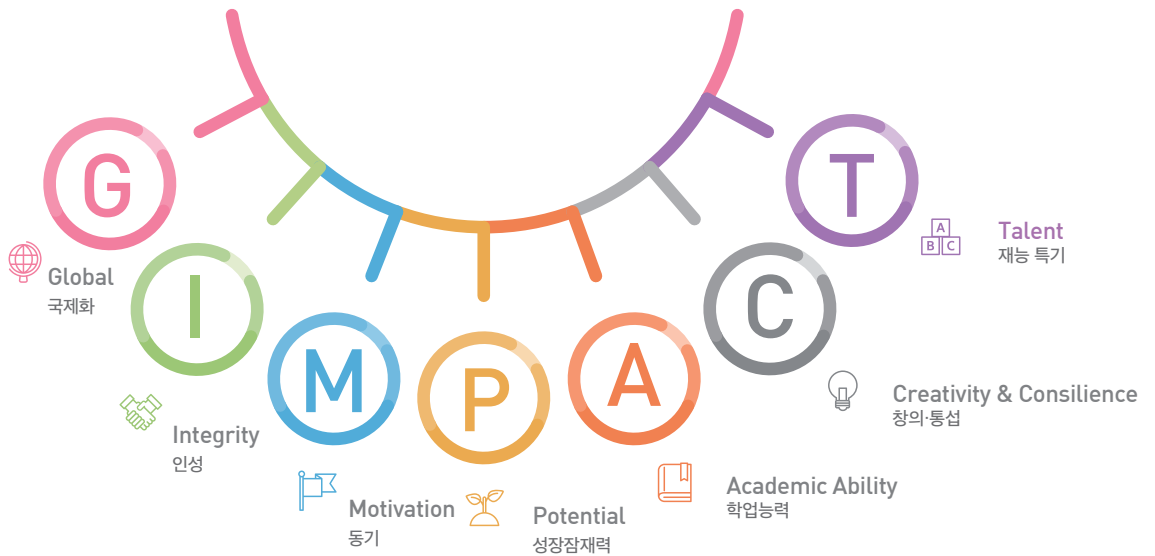 G
Global
국제화
I
Integrity
인성
M
Motivation
동기
P
Potential
성장잠재력
A
Academic Ability
학업능력
C
Creativity & Consilience
창의·통섭
T
A
B C
Talent
재능 특기